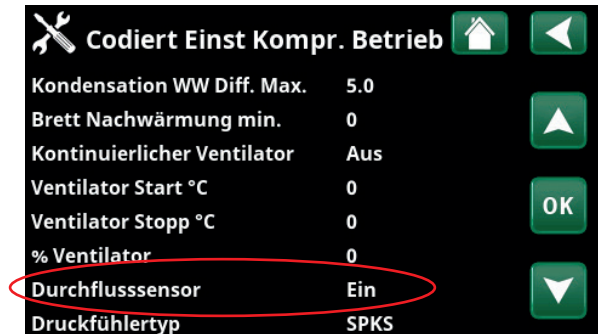 Codiert Einst Kompr. Betrieb
Kondensation WW Diff. Max. 5.0
Brett Nachwärmung min. 0
Kontinuierlicher Ventilator Aus
Ventilator Start °C 0
Ventilator Stopp °C 0
OK
% Ventilator 0
Durchflusssensor Ein
Druckfühlertyp SPKS